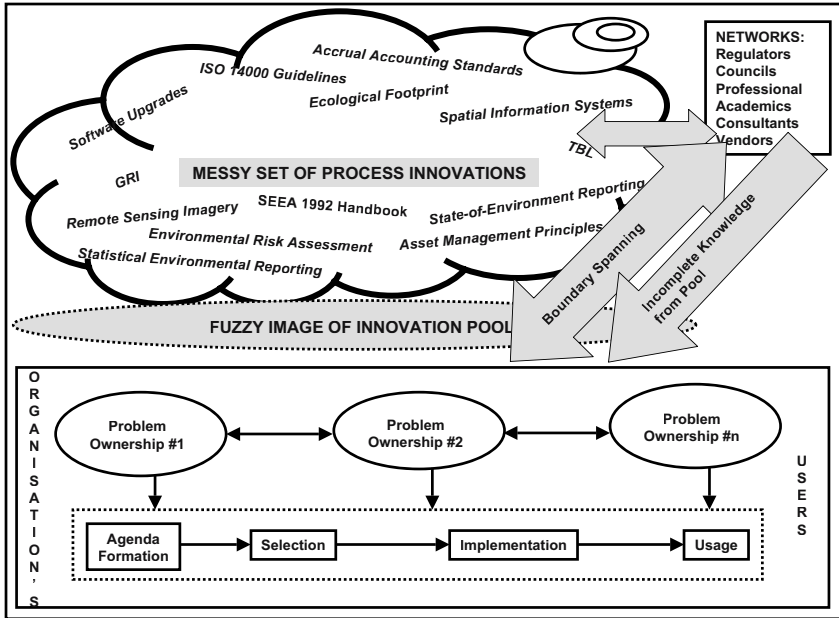 Accrual Accounting Standards
ISO 14000 Guidelines
Ecological Footprint
Software Upgrades
Spatial Information Systems
TBL
GRI
MESSY SET OF PROCESS INNOVATIONS
SEEA 1992 Handbook
State-of-Environment Reporting
Remote Sensing Imagery
Environmental Risk Assessment
Asset Management Principles
Statistical Environmental Reporting
NETWORKS:
Regulators
Councils
Professional
Academics
Consultants
Vendors
Boundary Spanning
Incomplete Knowledge
from Pool
FUZZY IMAGE OF INNOVATION POOL
ORGANISATION'S
Problem
Ownership #1
Problem
Ownership #2
Problem
Ownership #n
USERS
Agenda
Formation
Selection
Implementation
Usage